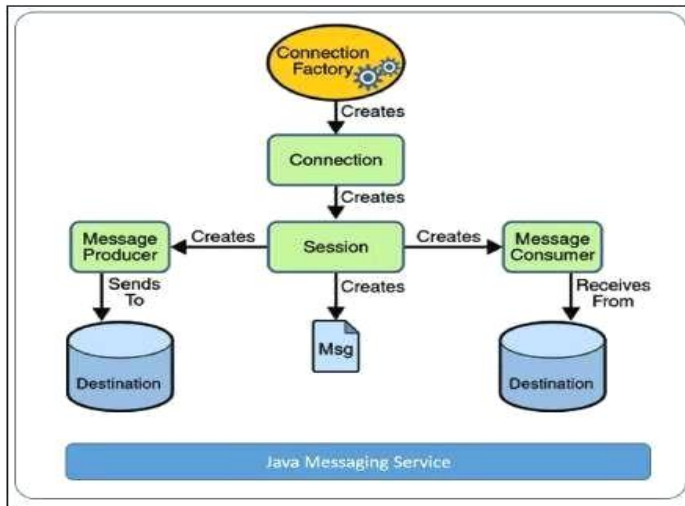 Connection
Factory
Creates
Connection
Creates
Message
Producer
Creates
Session
Creates
Message
Consumer
Sends
To
Creates
Receives
From
Destination
Msg
Destination
Java Messaging Service